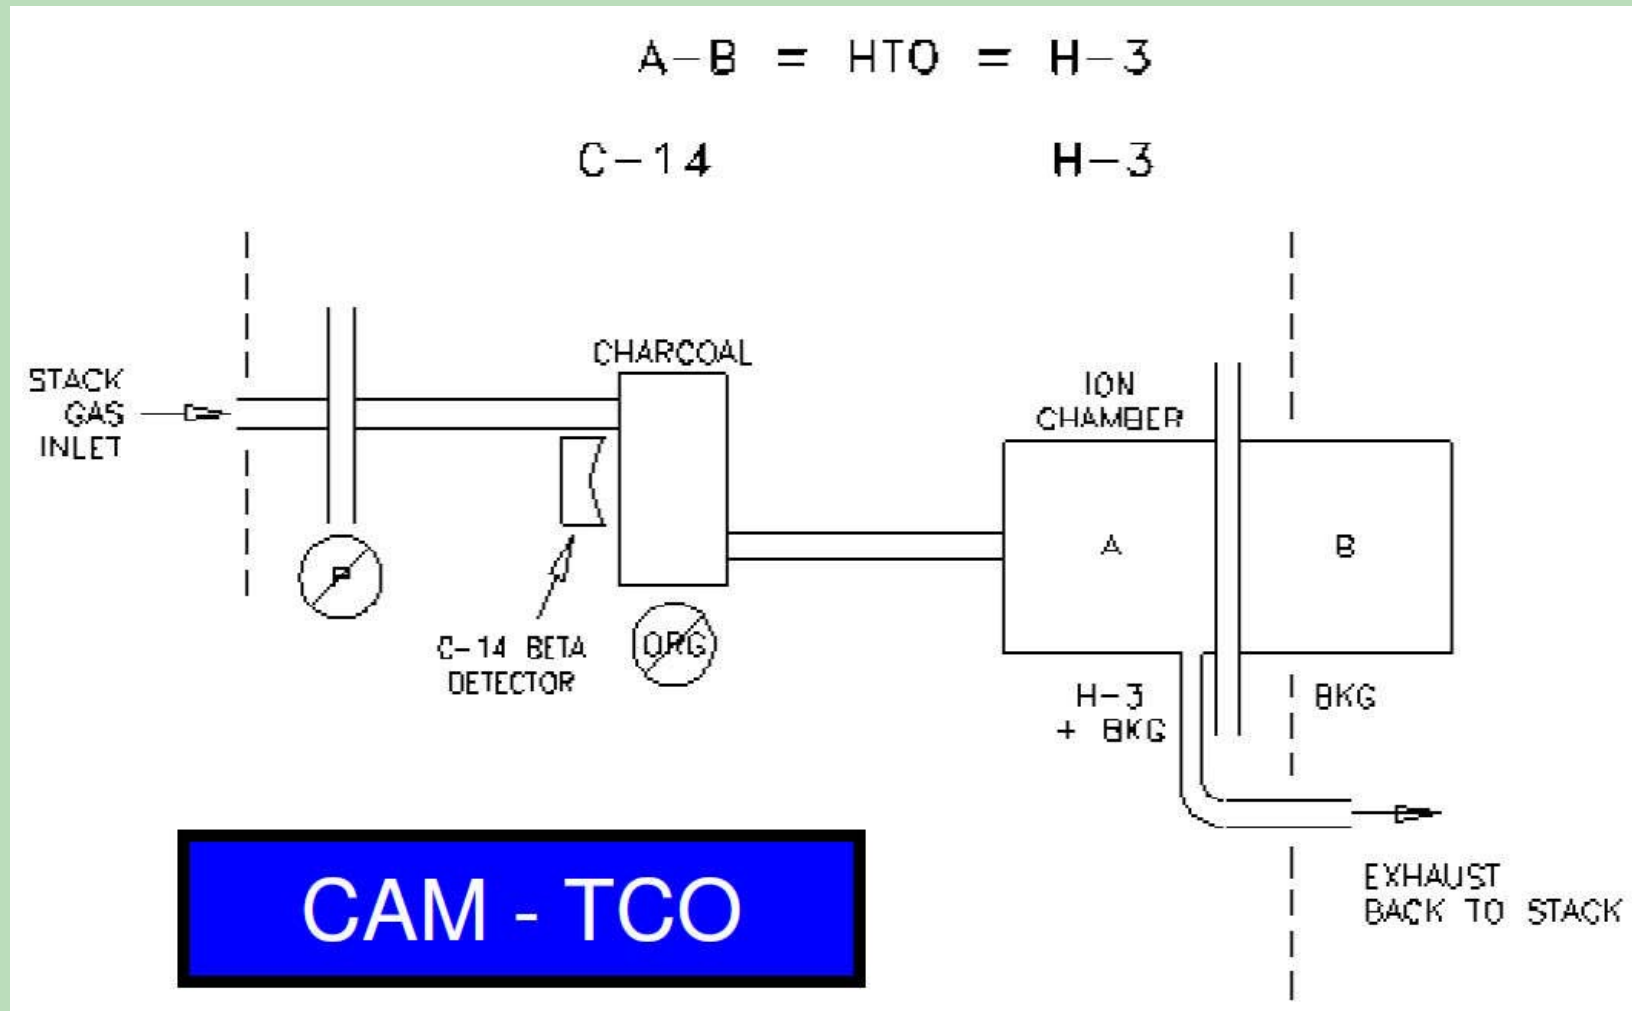 A-B = HTO = H-3
C-14 H-3
CHARCOAL
STACK
GAS
INLET
ION
CHAMBER
A
B
P
C-14 BETA
DETECTOR
ORG
H-3
+ BKG
BKG
EXHAUST
BACK TO STACK
CAM - TCO